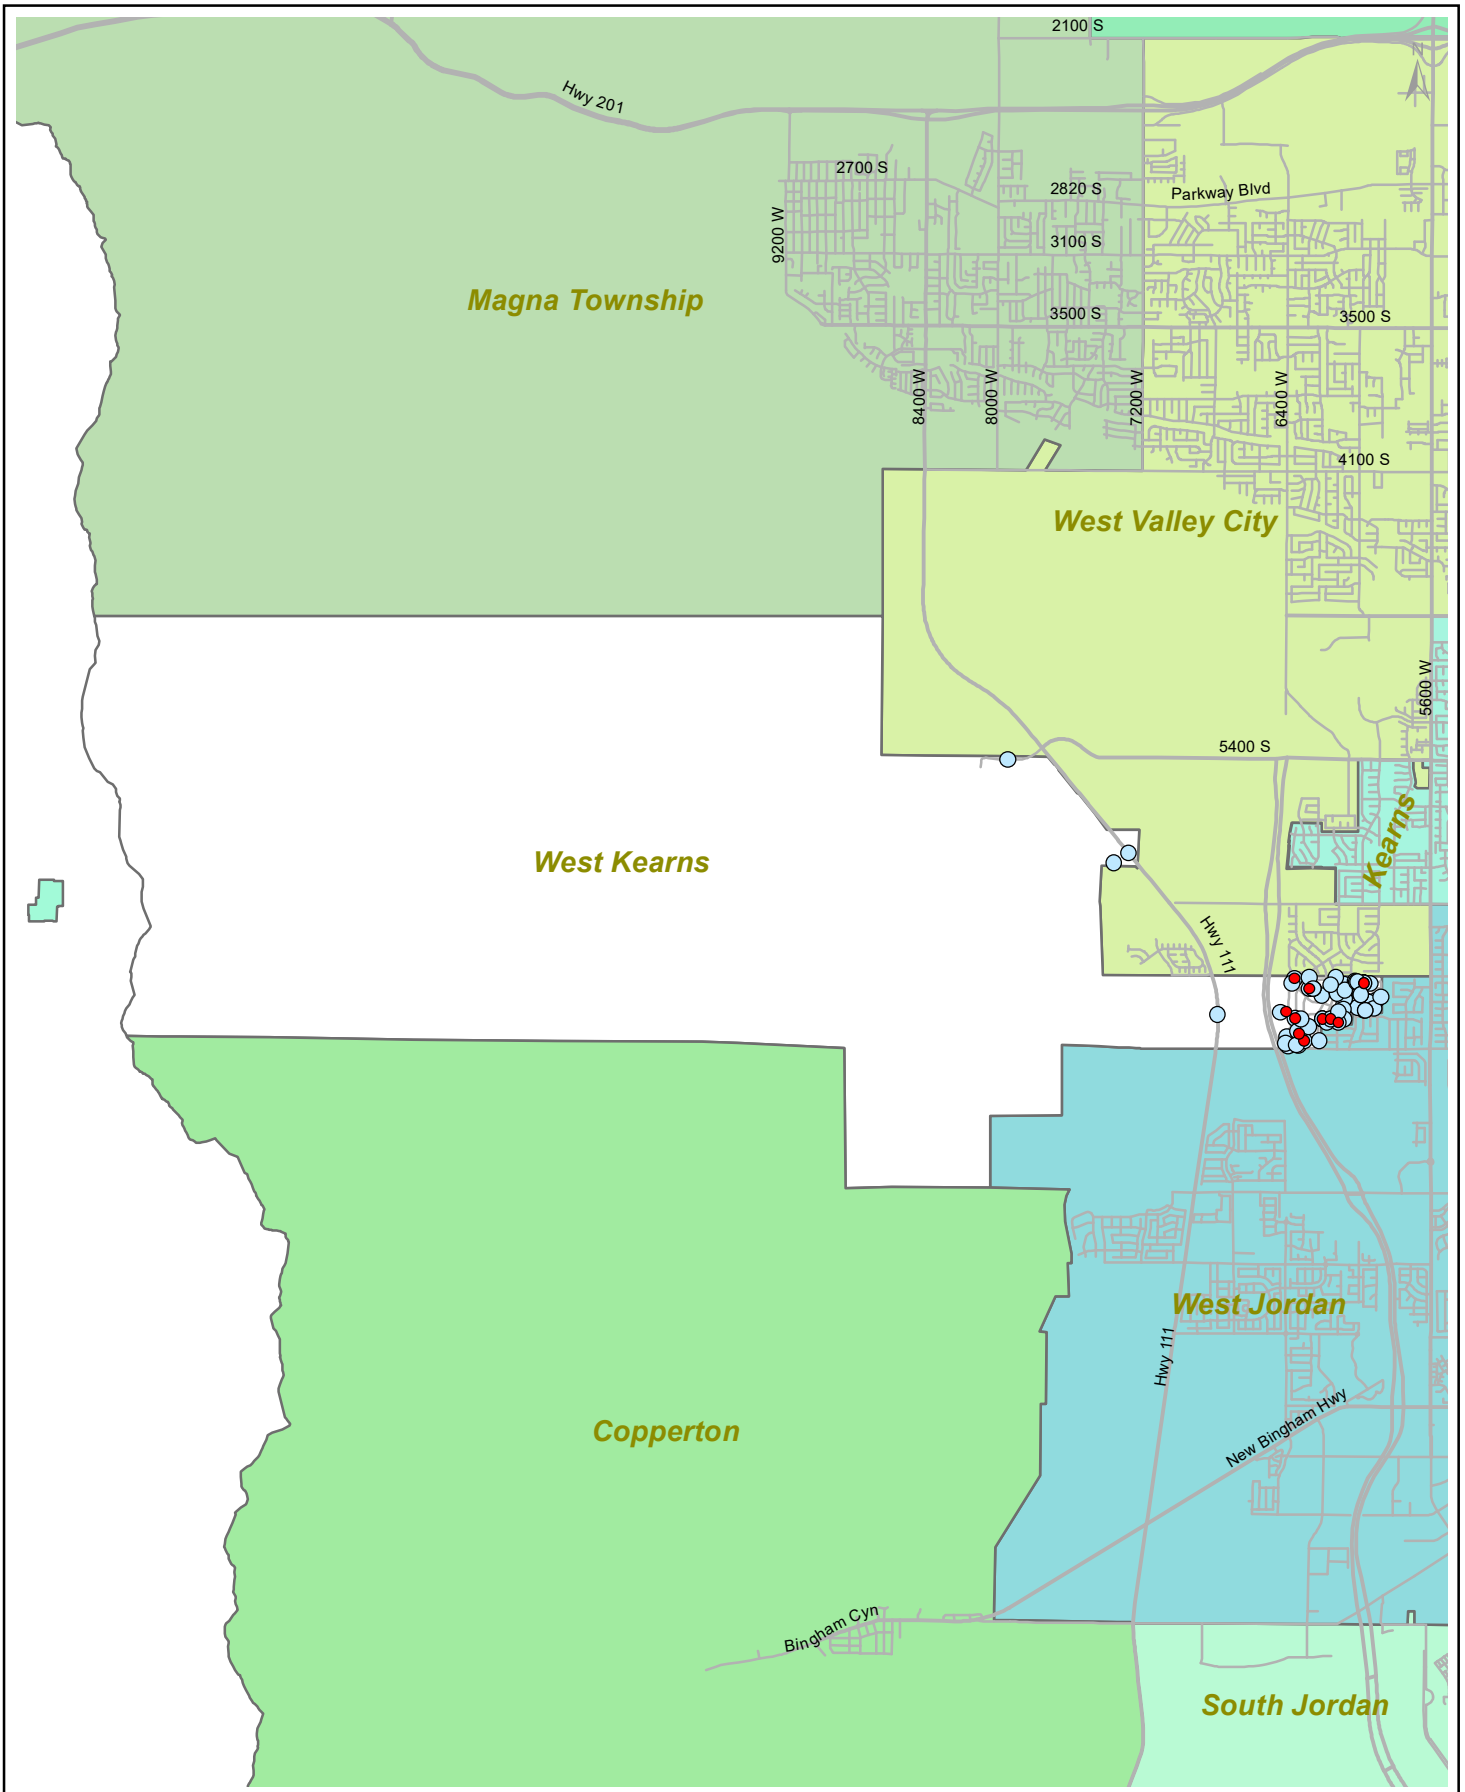 2100 S
N
Hwy 201
2700 S
2820 S
Parkway Blvd
9200 W
3100 S
Magna Township
3500 S
3500 S
8400 W
8000 W
7200 W
6400 W
4100 S
West Valley City
5600 W
5400 S
Kearns
West Kearns
Hwy 111
West Jordan
Hwy 111
New Bingham Hwy
Copperton
Bingham Cyn
South Jordan